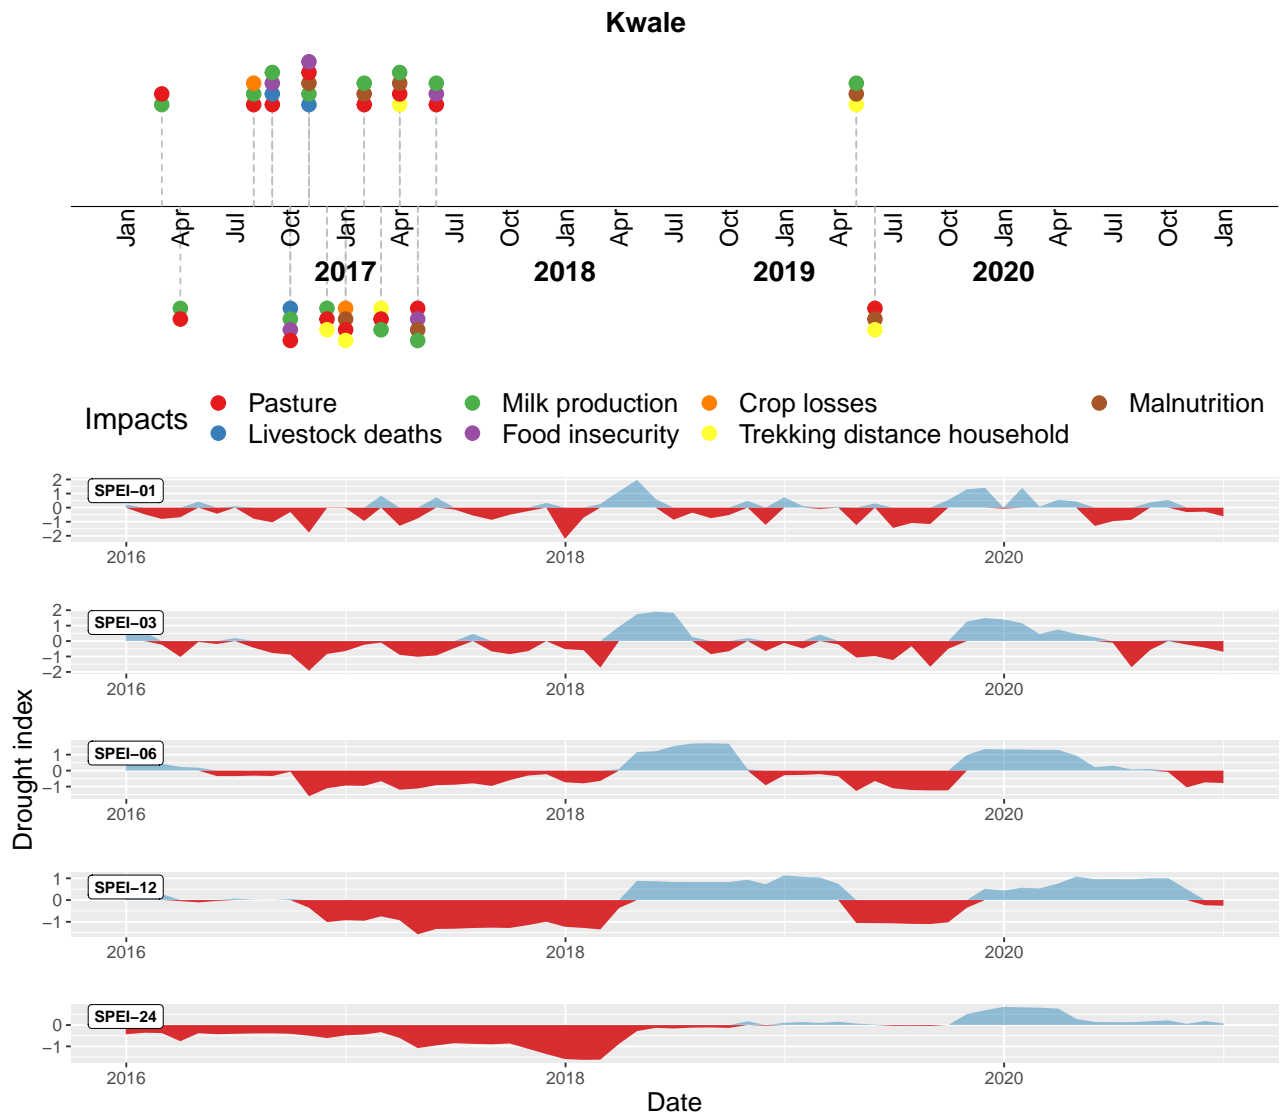 Kwale
Jan Apr Jul Oct Jan Apr Jul Oct Jan Apr Jul Oct Jan Apr Jul Oct Jan Apr Jul Oct Jan
2017 2018 2019 2020
Impacts
Pasture Milk production Crop losses Malnutrition
Livestock deaths Food insecurity Trekking distance household
Drought index
SPEI−01
2
1
0
−1
−2
2016 2018 2020
SPEI−03
2
1
0
−1
−2
2016 2018 2020
SPEI−06
1
0
−1
2016 2018 2020
SPEI−12
1
0
−1
2016 2018 2020
SPEI−24
0
−1
2016 2018 2020
Date